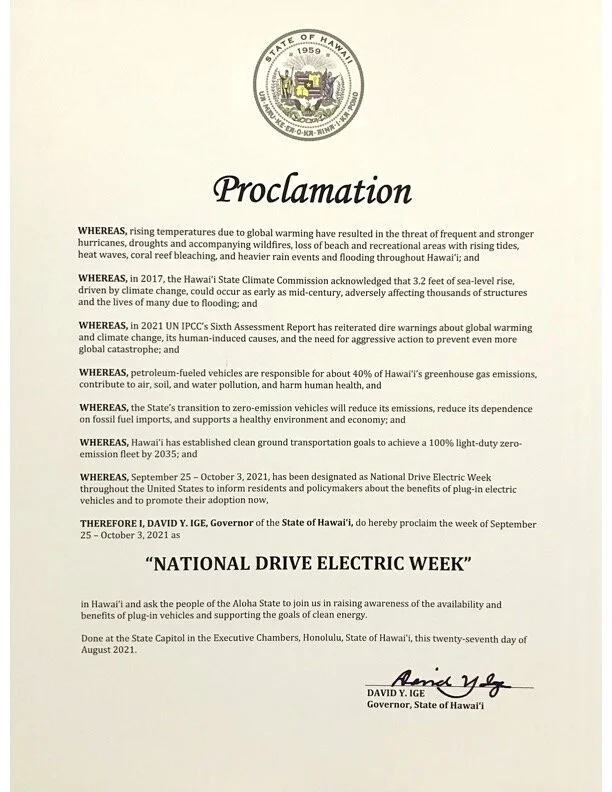 STATE OF HAWAII
1959
UA·MAU·KE·EA·O·KA·AINA·I·KA·PONO
Proclamation
WHEREAS, rising temperatures due to global warming have resulted in the threat of frequent and stronger
hurricanes, droughts and accompanying wildfires, loss of beach and recreational areas with rising tides,
heat waves, coral reef bleaching, and heavier rain events and flooding throughout Hawai'i; and
WHEREAS, in 2017, the Hawai'i State Climate Commission acknowledged that 3.2 feet of sea-level rise,
driven by climate change, could occur as early as mid-century, adversely affecting thousands of structures
and the lives of many due to flooding; and
WHEREAS, in 2021 UN IPCC's Sixth Assessment Report has reiterated dire warnings about global warming
and climate change, its human-induced causes, and the need for aggressive action to prevent even more
global catastrophe; and
WHEREAS, petroleum-fueled vehicles are responsible for about 40% of Hawai'i's greenhouse gas emissions,
contribute to air, soil, and water pollution, and harm human health, and
WHEREAS, the State's transition to zero-emission vehicles will reduce its emissions, reduce its dependence
on fossil fuel imports, and supports a healthy environment and economy; and
WHEREAS, Hawai'i has established clean ground transportation goals to achieve a 100% light-duty zero-
emission fleet by 2035; and
WHEREAS, September 25 – October 3, 2021, has been designated as National Drive Electric Week
throughout the United States to inform residents and policymakers about the benefits of plug-in electric
vehicles and to promote their adoption now,
THEREFORE I, DAVID Y. IGE, Governor of the State of Hawai'i, do hereby proclaim the week of September
25 – October 3, 2021 as
"NATIONAL DRIVE ELECTRIC WEEK"
in Hawai'i and ask the people of the Aloha State to join us in raising awareness of the availability and
benefits of plug-in vehicles and supporting the goals of clean energy.
Done at the State Capitol in the Executive Chambers, Honolulu, State of Hawai'i, this twenty-seventh day of
August 2021.
David Y. Ige
DAVID Y. IGE
Governor, State of Hawai'i